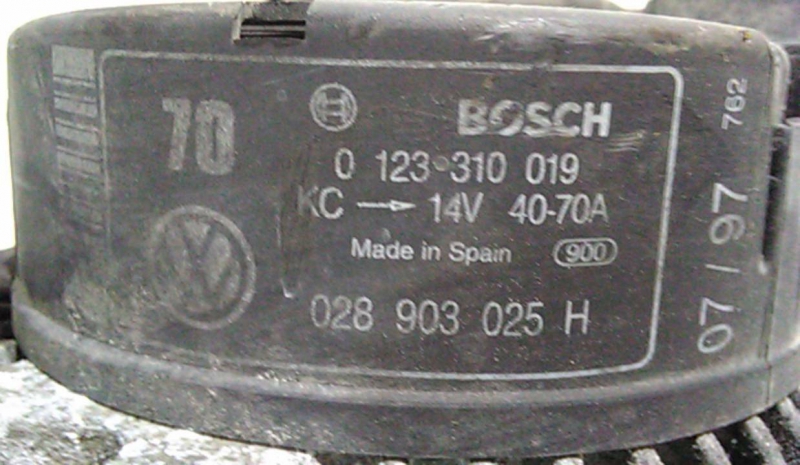 70
BOSCH
0 123 310 019
KC → 14V 40-70A
Made in Spain 900
028 903 025 H
07/97 762